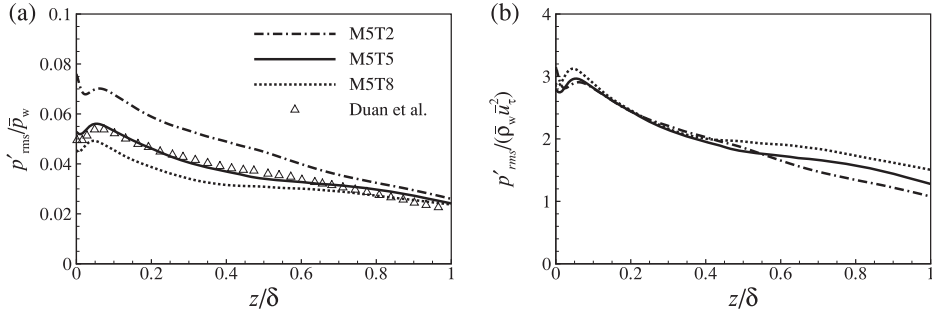 (a)
0.1
0.08
0.06
0.04
0.02
0
p′rms/p̄w
0 0.2 0.4 0.6 0.8 1
z/δ
M5T2
M5T5
M5T8
Duan et al.
(b)
4
3
2
1
0
p′rms/(ρ̄w ū²τ)
0 0.2 0.4 0.6 0.8 1
z/δ